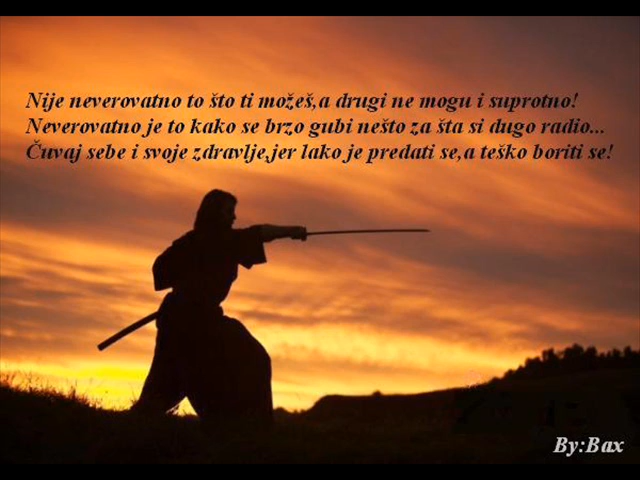 Nije neverovatno to što ti možeš,a drugi ne mogu i suprotno!
Neverovatno je to kako se brzo gubi nešto za šta si dugo radio...
Čuvaj sebe i svoje zdravlje,jer lako je predati se,a teško boriti se!
By:Bax